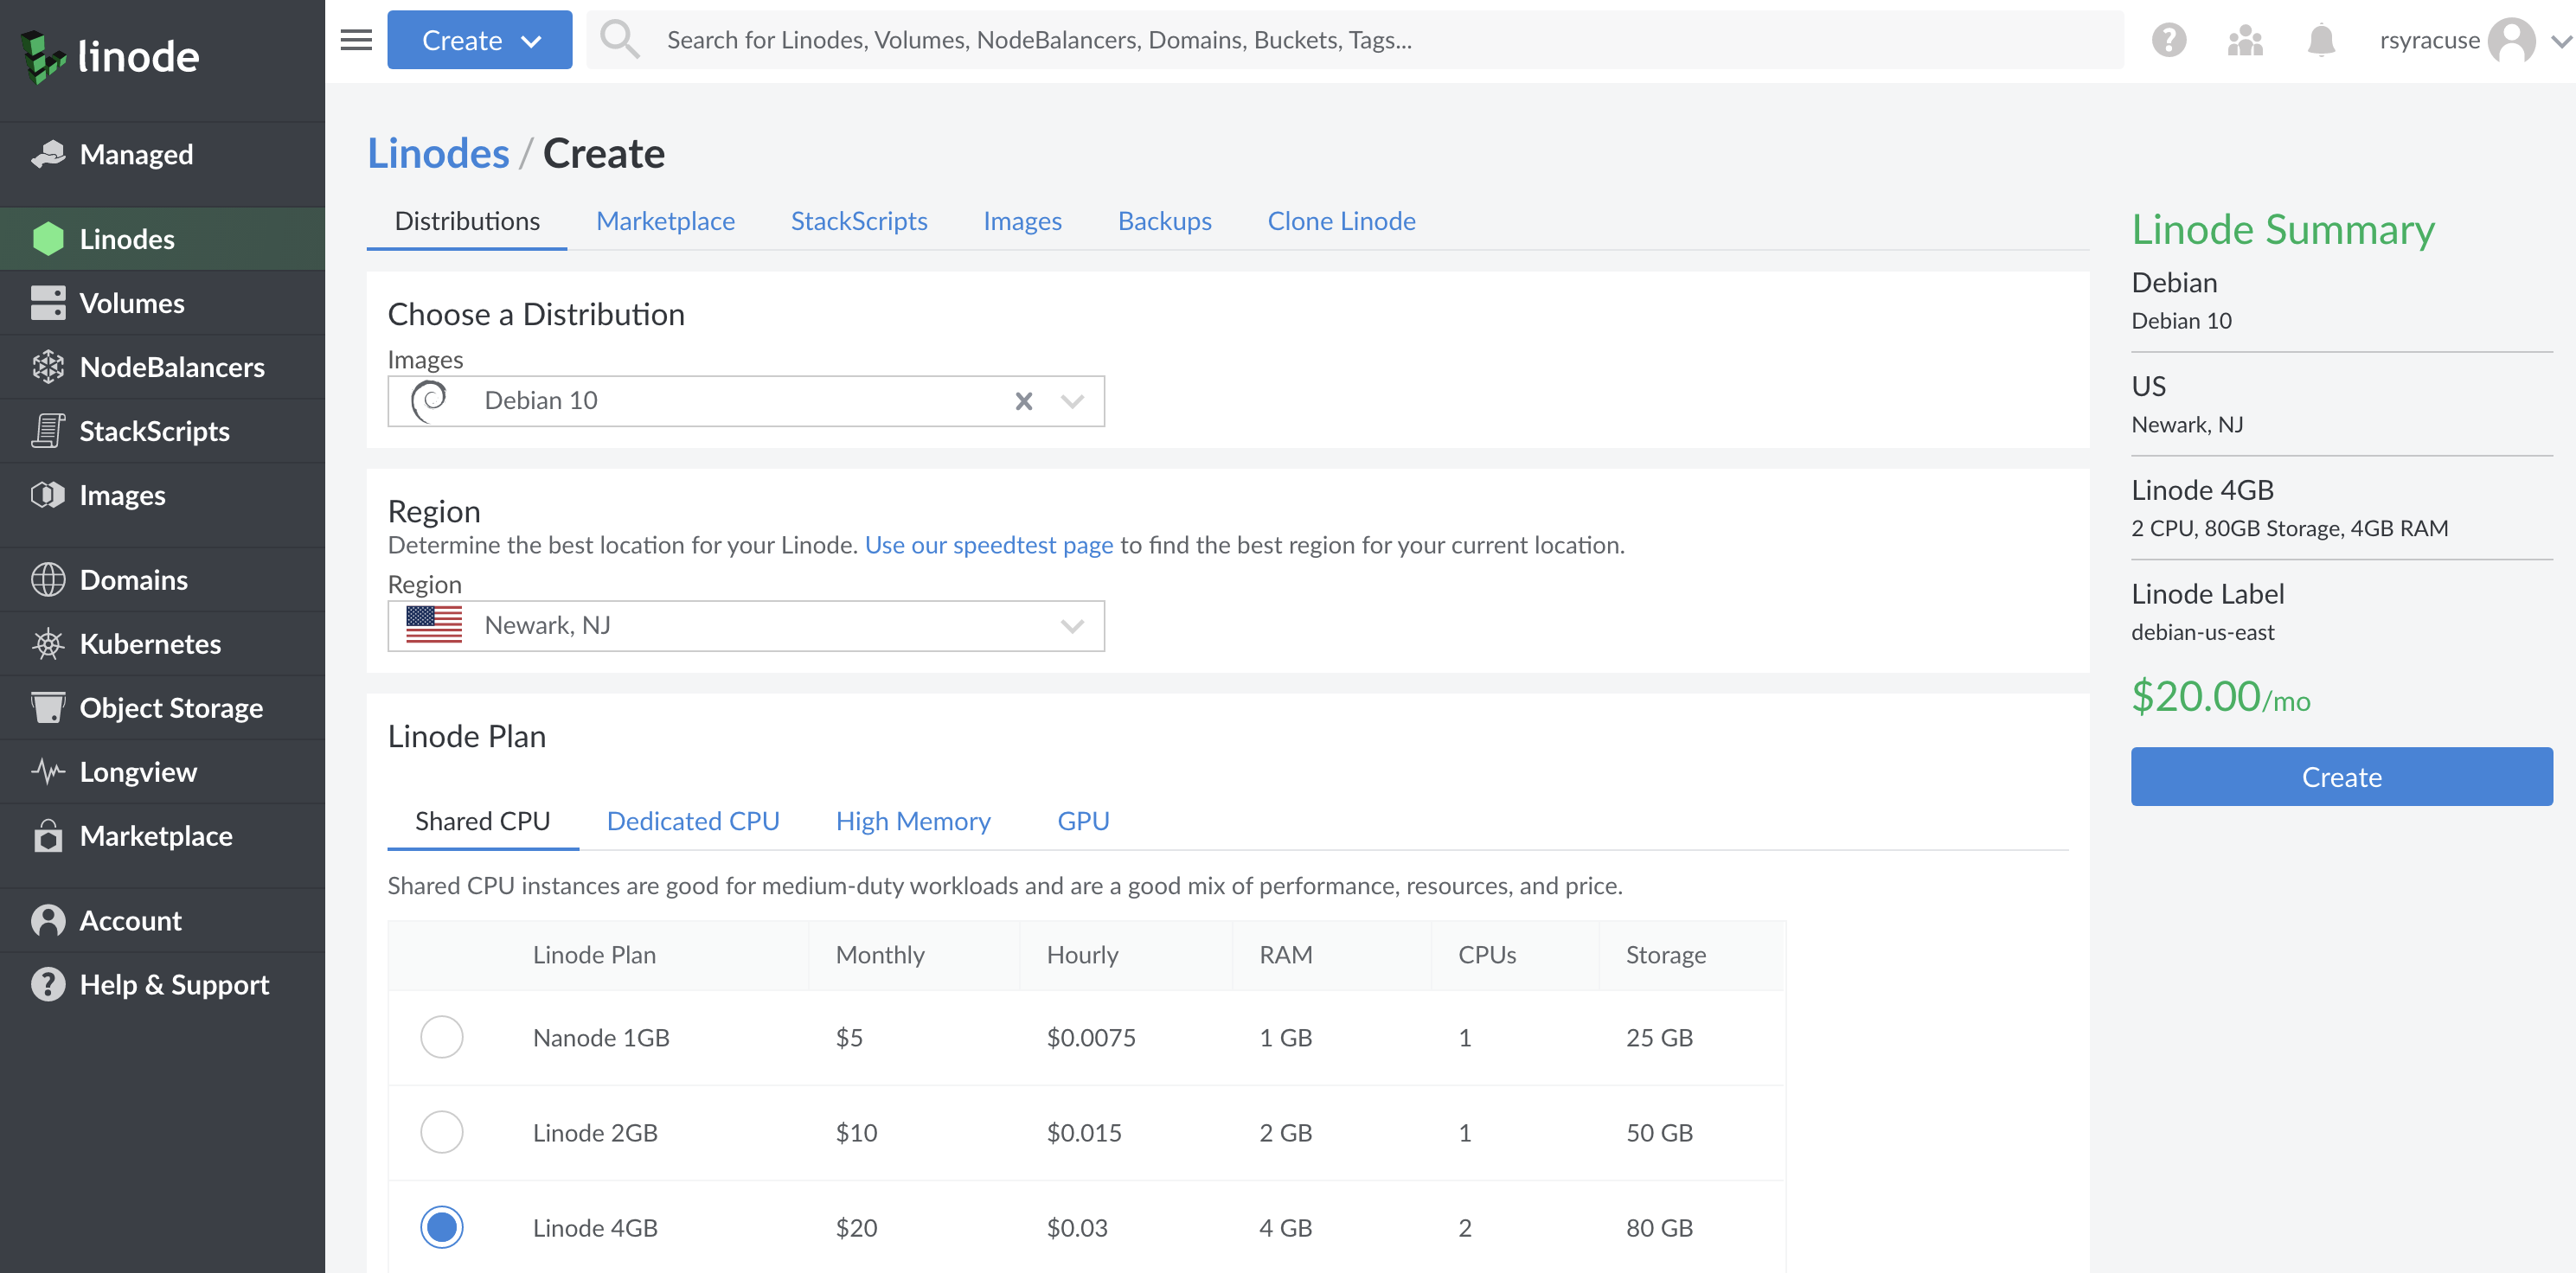 linode
Managed
Linodes
Volumes
NodeBalancers
StackScripts
Images
Domains
Kubernetes
Object Storage
Longview
Marketplace
Account
Help & Support
Create
Search for Linodes, Volumes, NodeBalancers, Domains, Buckets, Tags...
rsyracuse
Linodes / Create
Distributions Marketplace StackScripts Images Backups Clone Linode
Choose a Distribution
Images
Debian 10
Region
Determine the best location for your Linode. Use our speedtest page to find the best region for your current location.
Region
Newark, NJ
Linode Plan
Shared CPU Dedicated CPU High Memory GPU
Shared CPU instances are good for medium-duty workloads and are a good mix of performance, resources, and price.
Linode Plan Monthly Hourly RAM CPUs Storage
Nanode 1GB $5 $0.0075 1 GB 1 25 GB
Linode 2GB $10 $0.015 2 GB 1 50 GB
Linode 4GB $20 $0.03 4 GB 2 80 GB
Linode Summary
Debian
Debian 10
US
Newark, NJ
Linode 4GB
2 CPU, 80GB Storage, 4GB RAM
Linode Label
debian-us-east
$20.00/mo
Create